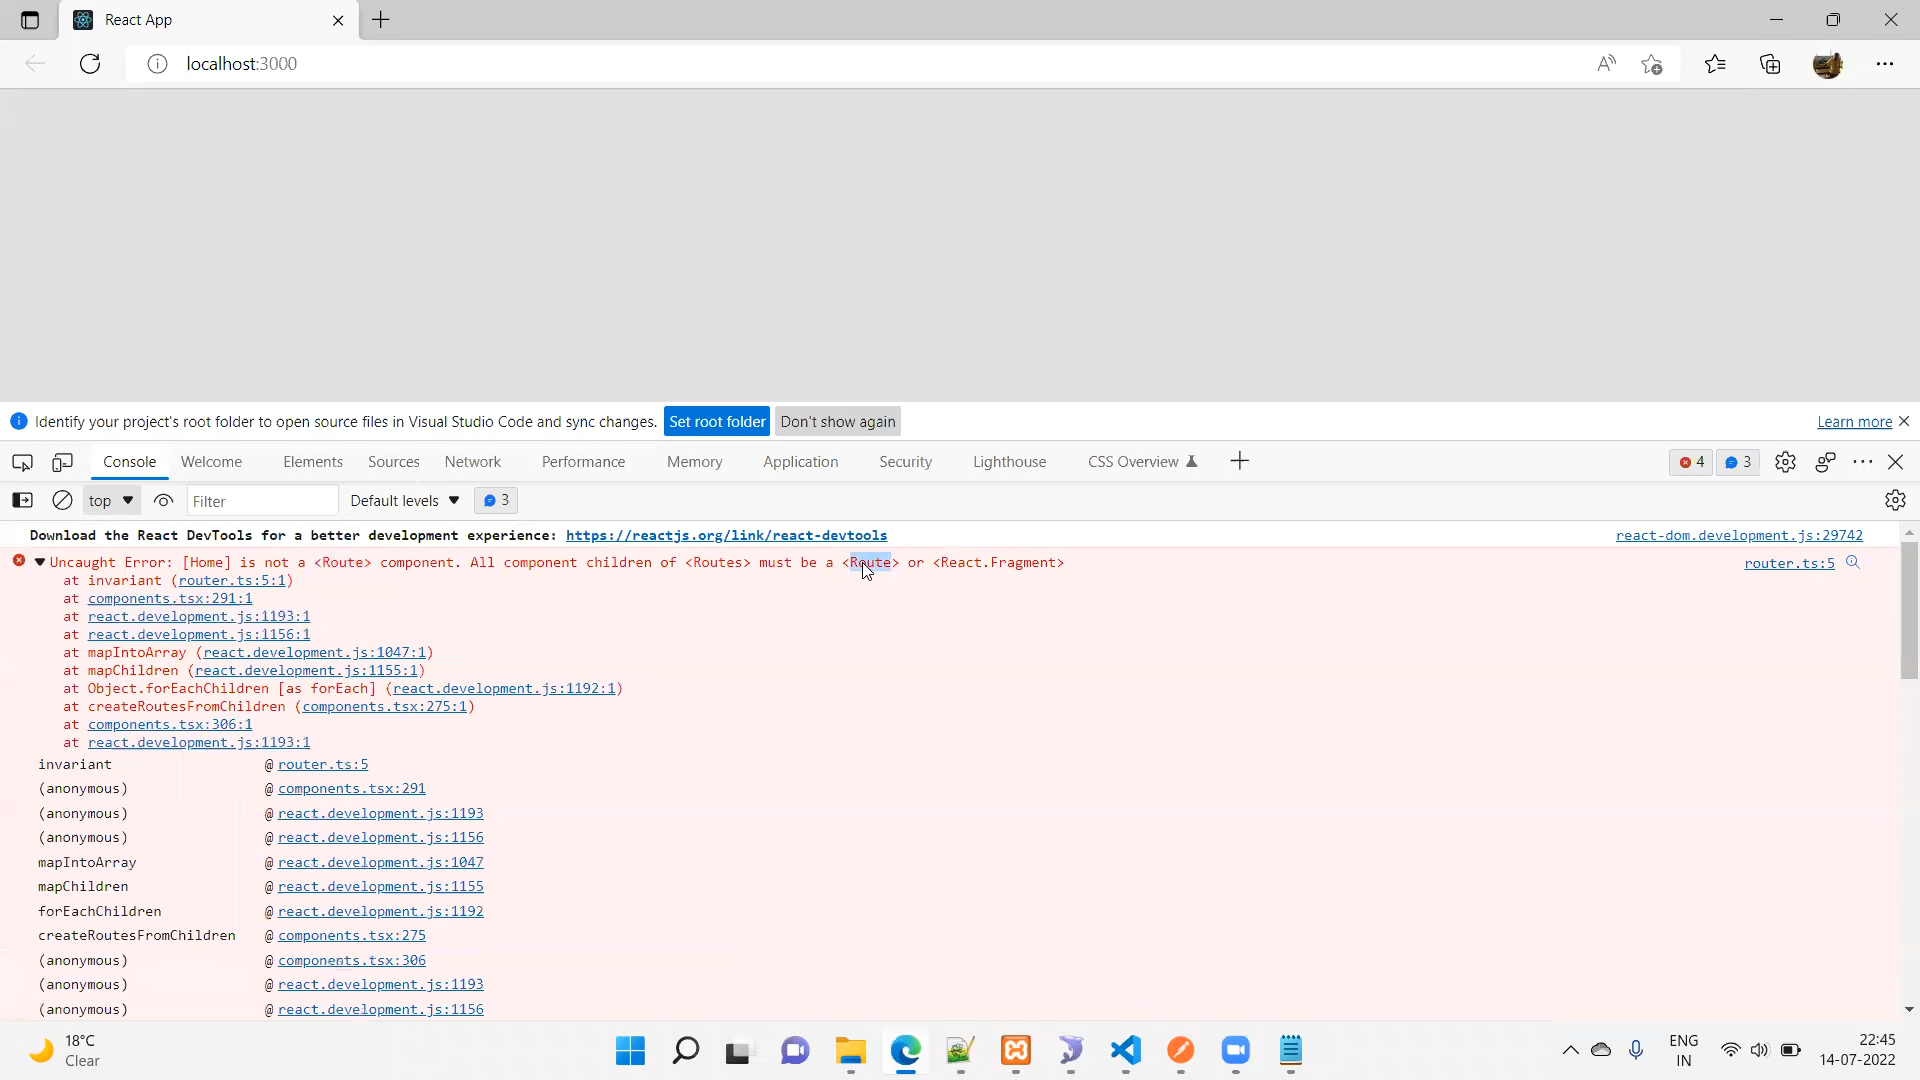 React App
localhost:3000
Identify your project's root folder to open source files in Visual Studio Code and sync changes. Set root folder Don't show again Learn more
Console Welcome Elements Sources Network Performance Memory Application Security Lighthouse CSS Overview 4 3
top Filter Default levels 3
Download the React DevTools for a better development experience: https://reactjs.org/link/react-devtools react-dom.development.js:29742
Uncaught Error: [Home] is not a <Route> component. All component children of <Routes> must be a <Route> or <React.Fragment> router.ts:5
at invariant (router.ts:5:1)
at components.tsx:291:1
at react.development.js:1193:1
at react.development.js:1156:1
at mapIntoArray (react.development.js:1047:1)
at mapChildren (react.development.js:1155:1)
at Object.forEachChildren [as forEach] (react.development.js:1192:1)
at createRoutesFromChildren (components.tsx:275:1)
at components.tsx:306:1
at react.development.js:1193:1
invariant @ router.ts:5
(anonymous) @ components.tsx:291
(anonymous) @ react.development.js:1193
(anonymous) @ react.development.js:1156
mapIntoArray @ react.development.js:1047
mapChildren @ react.development.js:1155
forEachChildren @ react.development.js:1192
createRoutesFromChildren @ components.tsx:275
(anonymous) @ components.tsx:306
(anonymous) @ react.development.js:1193
(anonymous) @ react.development.js:1156
18°C
Clear
ENG
IN
22:45
14-07-2022